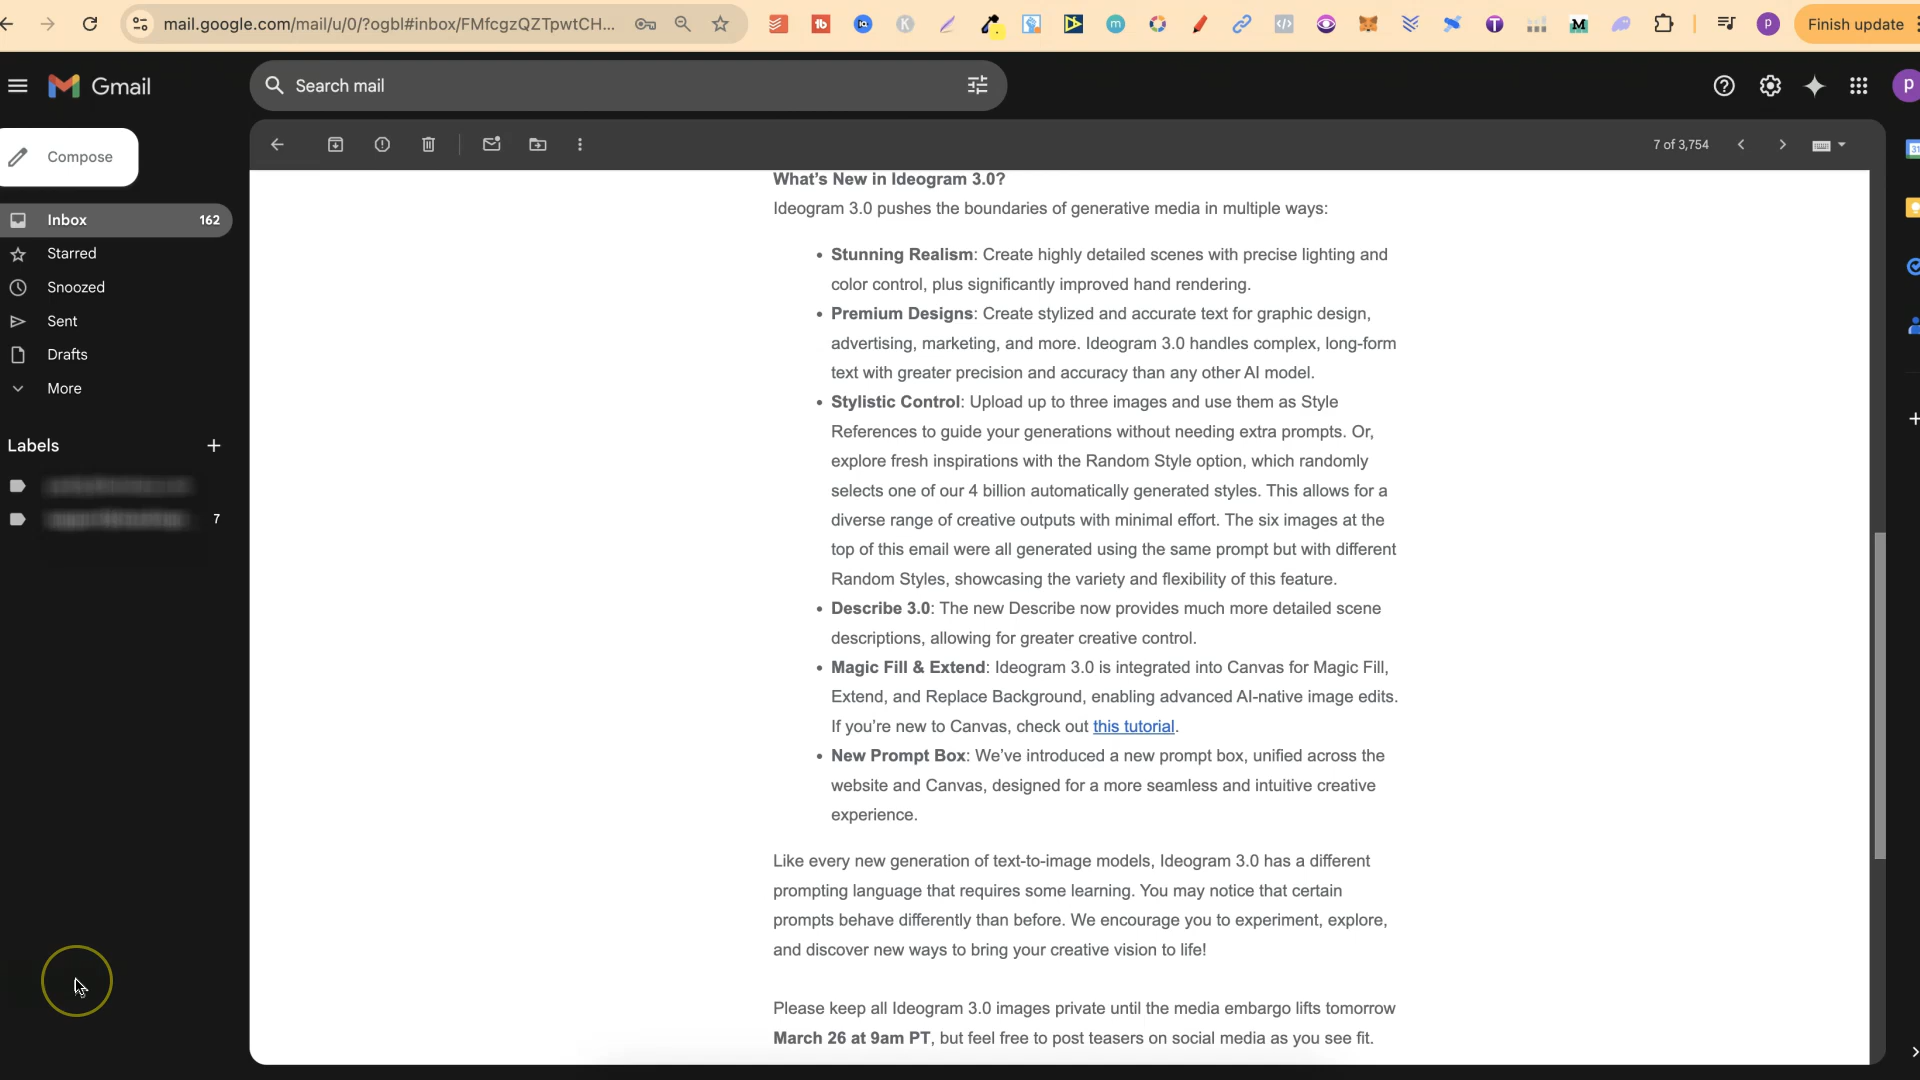 mail.google.com/mail/u/0/?ogbl#inbox/FMfcgzQZTpwtCH...
Finish update
Gmail
Search mail
Compose
7 of 3,754
Inbox 162
Starred
Snoozed
Sent
Drafts
More
Labels
7
What's New in Ideogram 3.0?
Ideogram 3.0 pushes the boundaries of generative media in multiple ways:
• Stunning Realism: Create highly detailed scenes with precise lighting and
color control, plus significantly improved hand rendering.
• Premium Designs: Create stylized and accurate text for graphic design,
advertising, marketing, and more. Ideogram 3.0 handles complex, long-form
text with greater precision and accuracy than any other AI model.
• Stylistic Control: Upload up to three images and use them as Style
References to guide your generations without needing extra prompts. Or,
explore fresh inspirations with the Random Style option, which randomly
selects one of our 4 billion automatically generated styles. This allows for a
diverse range of creative outputs with minimal effort. The six images at the
top of this email were all generated using the same prompt but with different
Random Styles, showcasing the variety and flexibility of this feature.
• Describe 3.0: The new Describe now provides much more detailed scene
descriptions, allowing for greater creative control.
• Magic Fill & Extend: Ideogram 3.0 is integrated into Canvas for Magic Fill,
Extend, and Replace Background, enabling advanced AI-native image edits.
If you're new to Canvas, check out this tutorial.
• New Prompt Box: We've introduced a new prompt box, unified across the
website and Canvas, designed for a more seamless and intuitive creative
experience.
Like every new generation of text-to-image models, Ideogram 3.0 has a different
prompting language that requires some learning. You may notice that certain
prompts behave differently than before. We encourage you to experiment, explore,
and discover new ways to bring your creative vision to life!
Please keep all Ideogram 3.0 images private until the media embargo lifts tomorrow
March 26 at 9am PT, but feel free to post teasers on social media as you see fit.